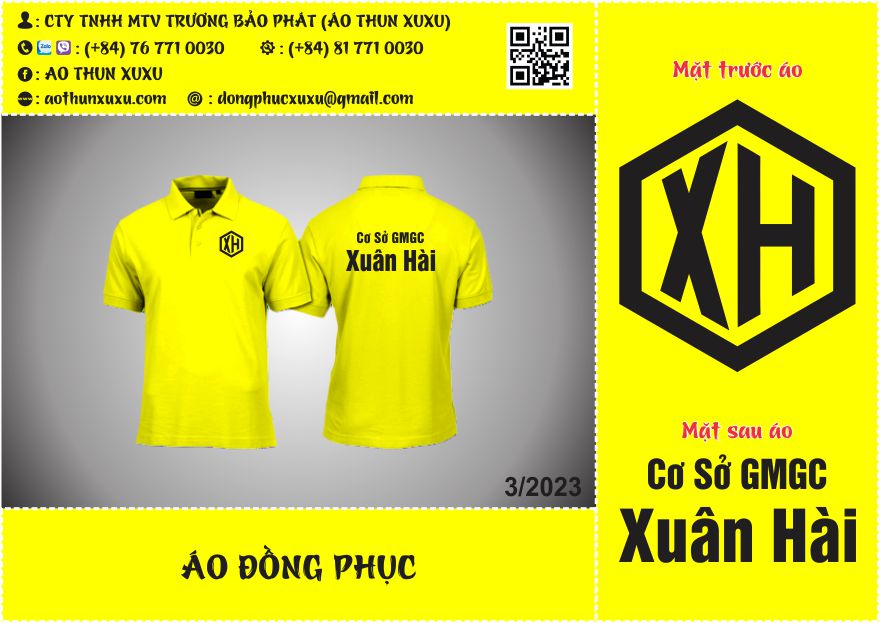 : CTY TNHH MTV TRƯƠNG BẢO PHÁT (ÁO THUN XUXU)
Zalo : (+84) 76 771 0030 : (+84) 81 771 0030
: AO THUN XUXU
www : aothunxuxu.com @ : dongphucxuxu@gmail.com
Mặt trước áo
XH
XH
Cơ Sở GMGC
Xuân Hài
3/2023
Mặt sau áo
Cơ Sở GMGC
Xuân Hài
ÁO ĐỒNG PHỤC